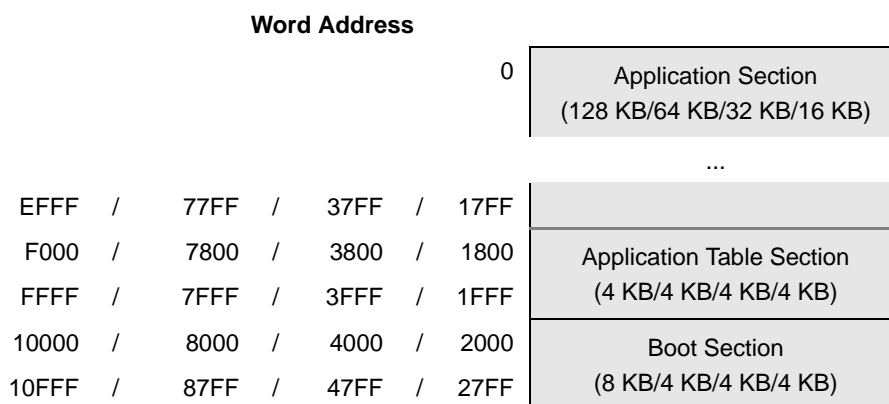 Word Address
0
Application Section
(128 KB/64 KB/32 KB/16 KB)
...
EFFF / 77FF / 37FF / 17FF
F000 / 7800 / 3800 / 1800
Application Table Section
FFFF / 7FFF / 3FFF / 1FFF
(4 KB/4 KB/4 KB/4 KB)
10000 / 8000 / 4000 / 2000
Boot Section
10FFF / 87FF / 47FF / 27FF
(8 KB/4 KB/4 KB/4 KB)